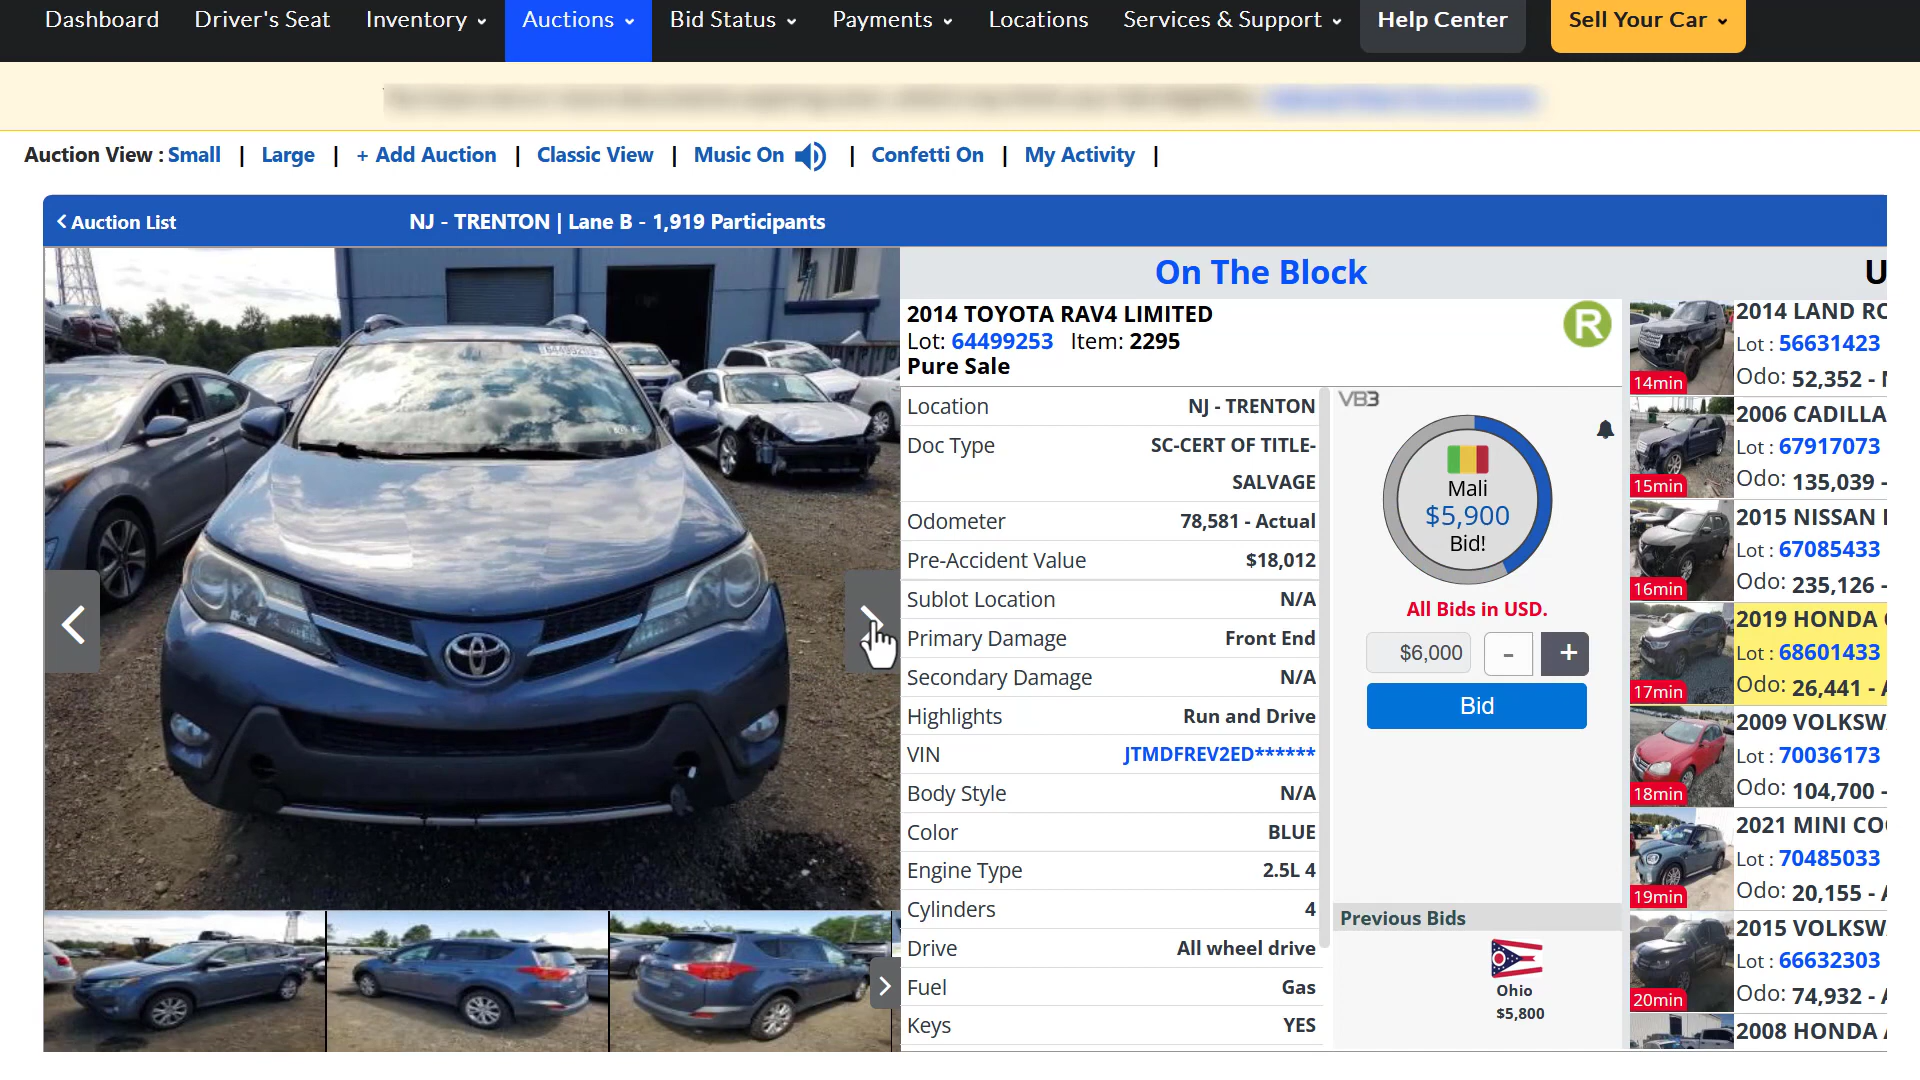 Dashboard Driver's Seat Inventory Auctions Bid Status Payments Locations Services & Support Help Center Sell Your Car
Auction View : Small | Large | + Add Auction | Classic View | Music On | Confetti On | My Activity |
Auction List
NJ - TRENTON | Lane B - 1,919 Participants
On The Block
2014 TOYOTA RAV4 LIMITED
Lot: 64499253 Item: 2295
Pure Sale
R
Location NJ - TRENTON
Doc Type SC-CERT OF TITLE-
SALVAGE
Odometer 78,581 - Actual
Pre-Accident Value $18,012
Sublot Location N/A
Primary Damage Front End
Secondary Damage N/A
Highlights Run and Drive
VIN JTMDFREV2ED******
Body Style N/A
Color BLUE
Engine Type 2.5L 4
Cylinders 4
Drive All wheel drive
Fuel Gas
Keys YES
VB3
Mali
$5,900
Bid!
All Bids in USD.
$6,000 - +
Bid
Previous Bids
Ohio
$5,800
U
2014 LAND RO
Lot : 56631423
14min Odo: 52,352 -
2006 CADILLA
Lot : 67917073
15min Odo: 135,039 -
2015 NISSAN
Lot : 67085433
16min Odo: 235,126 -
2019 HONDA
Lot : 68601433
17min Odo: 26,441 - A
2009 VOLKSW
Lot : 70036173
18min Odo: 104,700 -
2021 MINI CO
Lot : 70485033
19min Odo: 20,155 - A
2015 VOLKSW
Lot : 66632303
20min Odo: 74,932 - A
2008 HONDA A